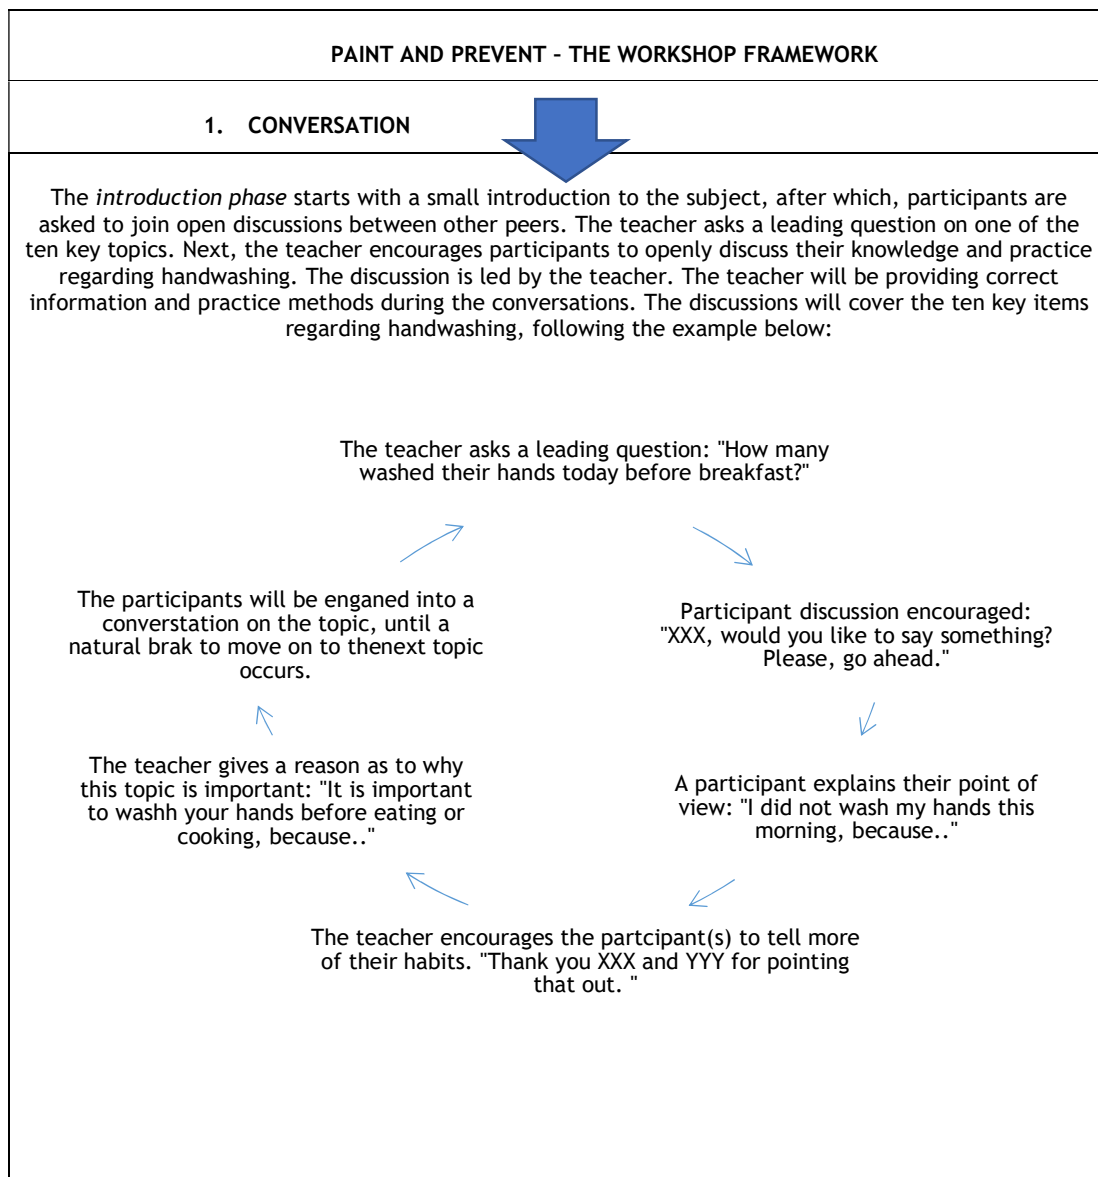 PAINT AND PREVENT – THE WORKSHOP FRAMEWORK
1. CONVERSATION
The introduction phase starts with a small introduction to the subject, after which, participants are
asked to join open discussions between other peers. The teacher asks a leading question on one of the
ten key topics. Next, the teacher encourages participants to openly discuss their knowledge and practice
regarding handwashing. The discussion is led by the teacher. The teacher will be providing correct
information and practice methods during the conversations. The discussions will cover the ten key items
regarding handwashing, following the example below:
The teacher asks a leading question: "How many
washed their hands today before breakfast?"
Participant discussion encouraged:
"XXX, would you like to say something?
Please, go ahead."
A participant explains their point of
view: "I did not wash my hands this
morning, because.."
The teacher encourages the partcipant(s) to tell more
of their habits. "Thank you XXX and YYY for pointing
that out. "
The teacher gives a reason as to why
this topic is important: "It is important
to washh your hands before eating or
cooking, because.."
The participants will be enganed into a
converstation on the topic, until a
natural brak to move on to thenext topic
occurs.